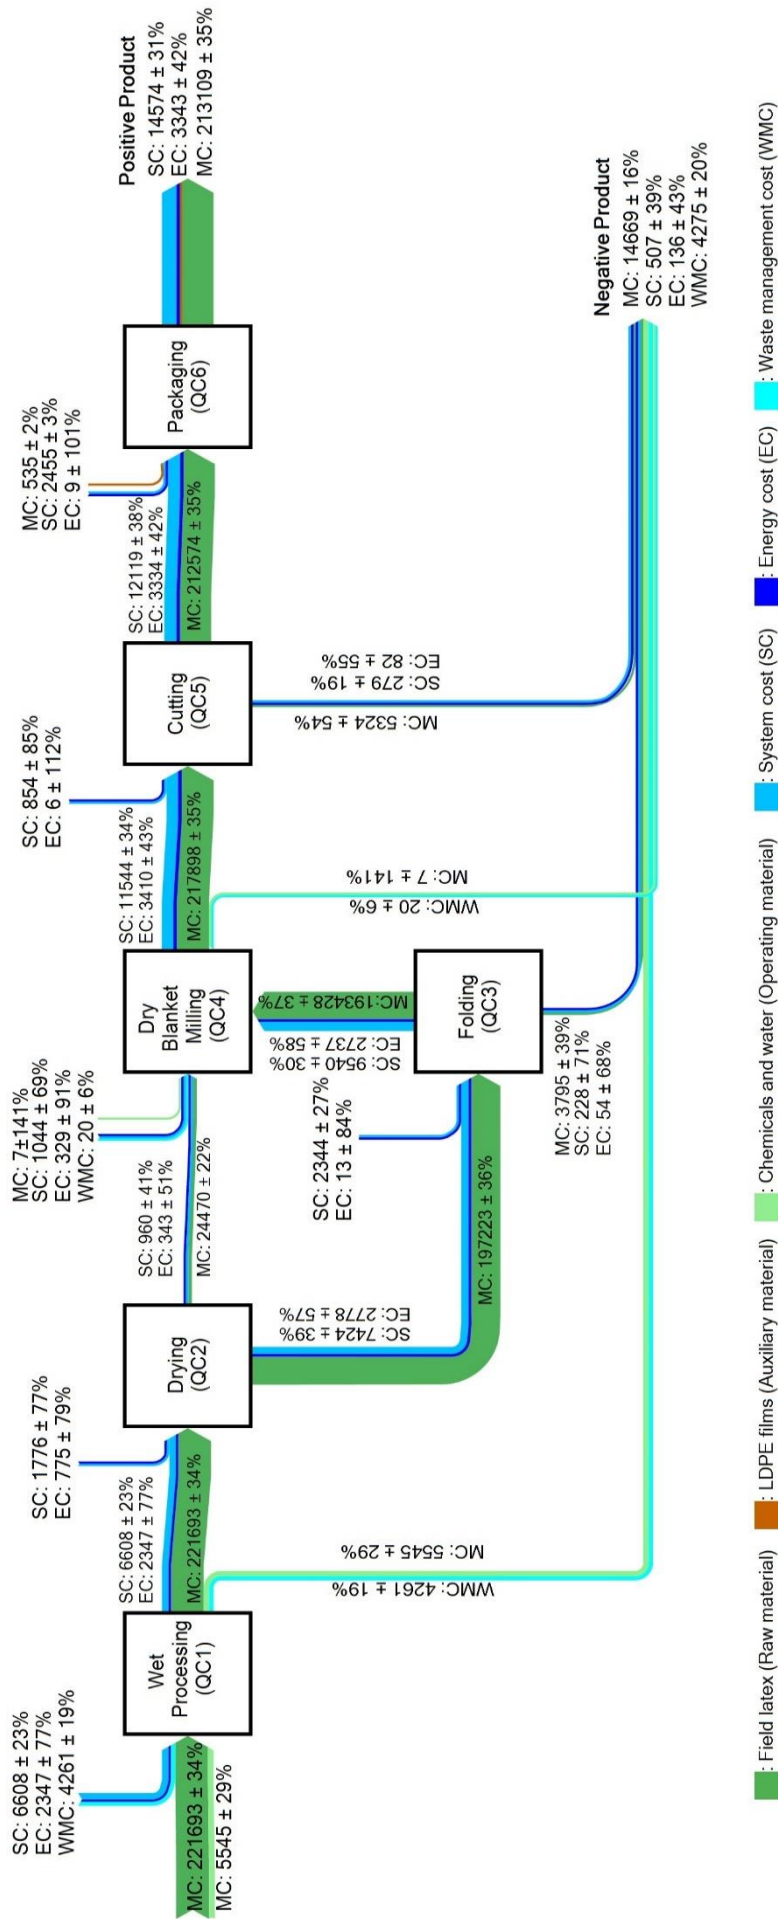 SC: 6608 ± 23%
EC: 2347 ± 77%
WMC: 4261 ± 19%
MC: 221693 ± 34%
MC: 5545 ± 29%
Wet
Processing
(QC1)
SC: 6608 ± 23%
EC: 2347 ± 77%
MC: 221693 ± 34%
WMC: 4261 ± 19%
MC: 5545 ± 29%
SC: 1776 ± 77%
EC: 775 ± 79%
Drying
(QC2)
SC: 7424 ± 39%
EC: 2778 ± 57%
MC: 197223 ± 36%
SC: 960 ± 41%
EC: 343 ± 51%
MC: 24470 ± 22%
SC: 2344 ± 27%
EC: 13 ± 84%
Folding
(QC3)
MC: 3795 ± 39%
SC: 228 ± 71%
EC: 54 ± 68%
SC: 9540 ± 30%
EC: 2737 ± 58%
MC:193428 ± 37%
MC: 7±141%
SC: 1044 ± 69%
EC: 329 ± 91%
WMC: 20 ± 6%
Dry
Blanket
Milling
(QC4)
WMC: 20 ± 6%
MC: 7 ± 141%
SC: 11544 ± 34%
EC: 3410 ± 43%
MC: 217898 ± 35%
SC: 854 ± 85%
EC: 6 ± 112%
Cutting
(QC5)
MC: 5324 ± 54%
SC: 279 ± 19%
EC: 82 ± 55%
SC: 12119 ± 38%
EC: 3334 ± 42%
MC: 212574 ± 35%
MC: 535 ± 2%
SC: 2455 ± 3%
EC: 9 ± 101%
Packaging
(QC6)
Positive Product
SC: 14574 ± 31%
EC: 3343 ± 42%
MC: 213109 ± 35%
Negative Product
MC: 14669 ± 16%
SC: 507 ± 39%
EC: 136 ± 43%
WMC: 4275 ± 20%
: Field latex (Raw material)
: LDPE films (Auxiliary material)
: Chemicals and water (Operating material)
: System cost (SC)
: Energy cost (EC)
: Waste management cost (WMC)